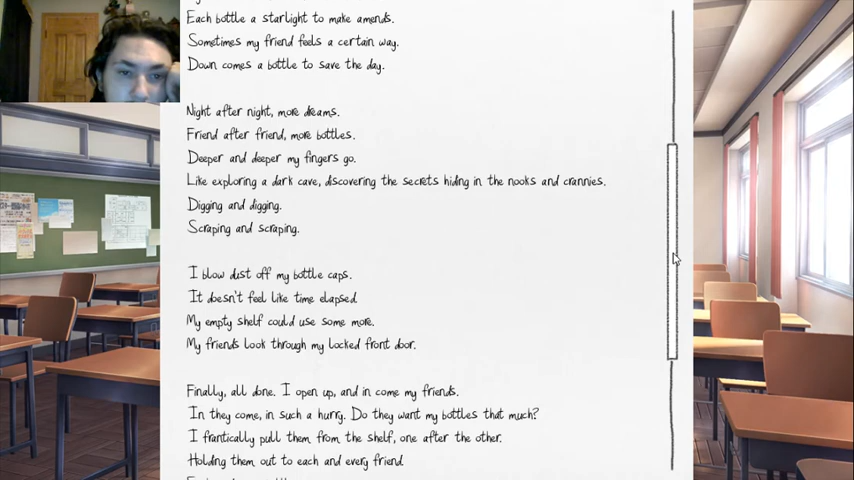 Each bottle a starlight to make amends.
Sometimes my friend feels a certain way.
Down comes a bottle to save the day.
Night after night, more dreams.
Friend after friend, more bottles.
Deeper and deeper my fingers go.
Like exploring a dark cave, discovering the secrets hiding in the nooks and crannies.
Digging and digging.
Scraping and scraping.
I blow dust off my bottle caps.
It doesn't feel like time elapsed.
My empty shelf could use some more.
My friends look through my locked front door.
Finally, all done. I open up, and in come my friends.
In they come, in such a hurry. Do they want my bottles that much?
I frantically pull them from the shelf, one after the other.
Holding them out to each and every friend.